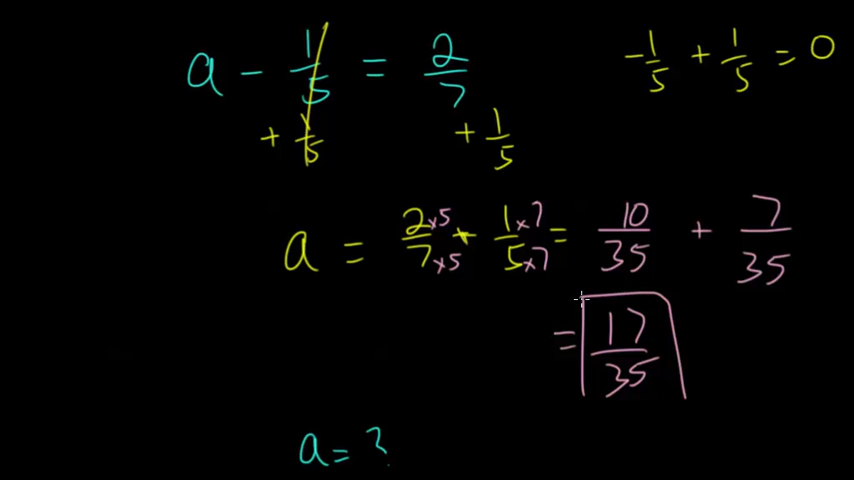 a - 1/5 = 2/7
-1/5 + 1/5 = 0
+ 1/5 + 1/5
a = 2×5/7×5 + 1×7/5×7 = 10/35 + 7/35
= 17/35
a = ?